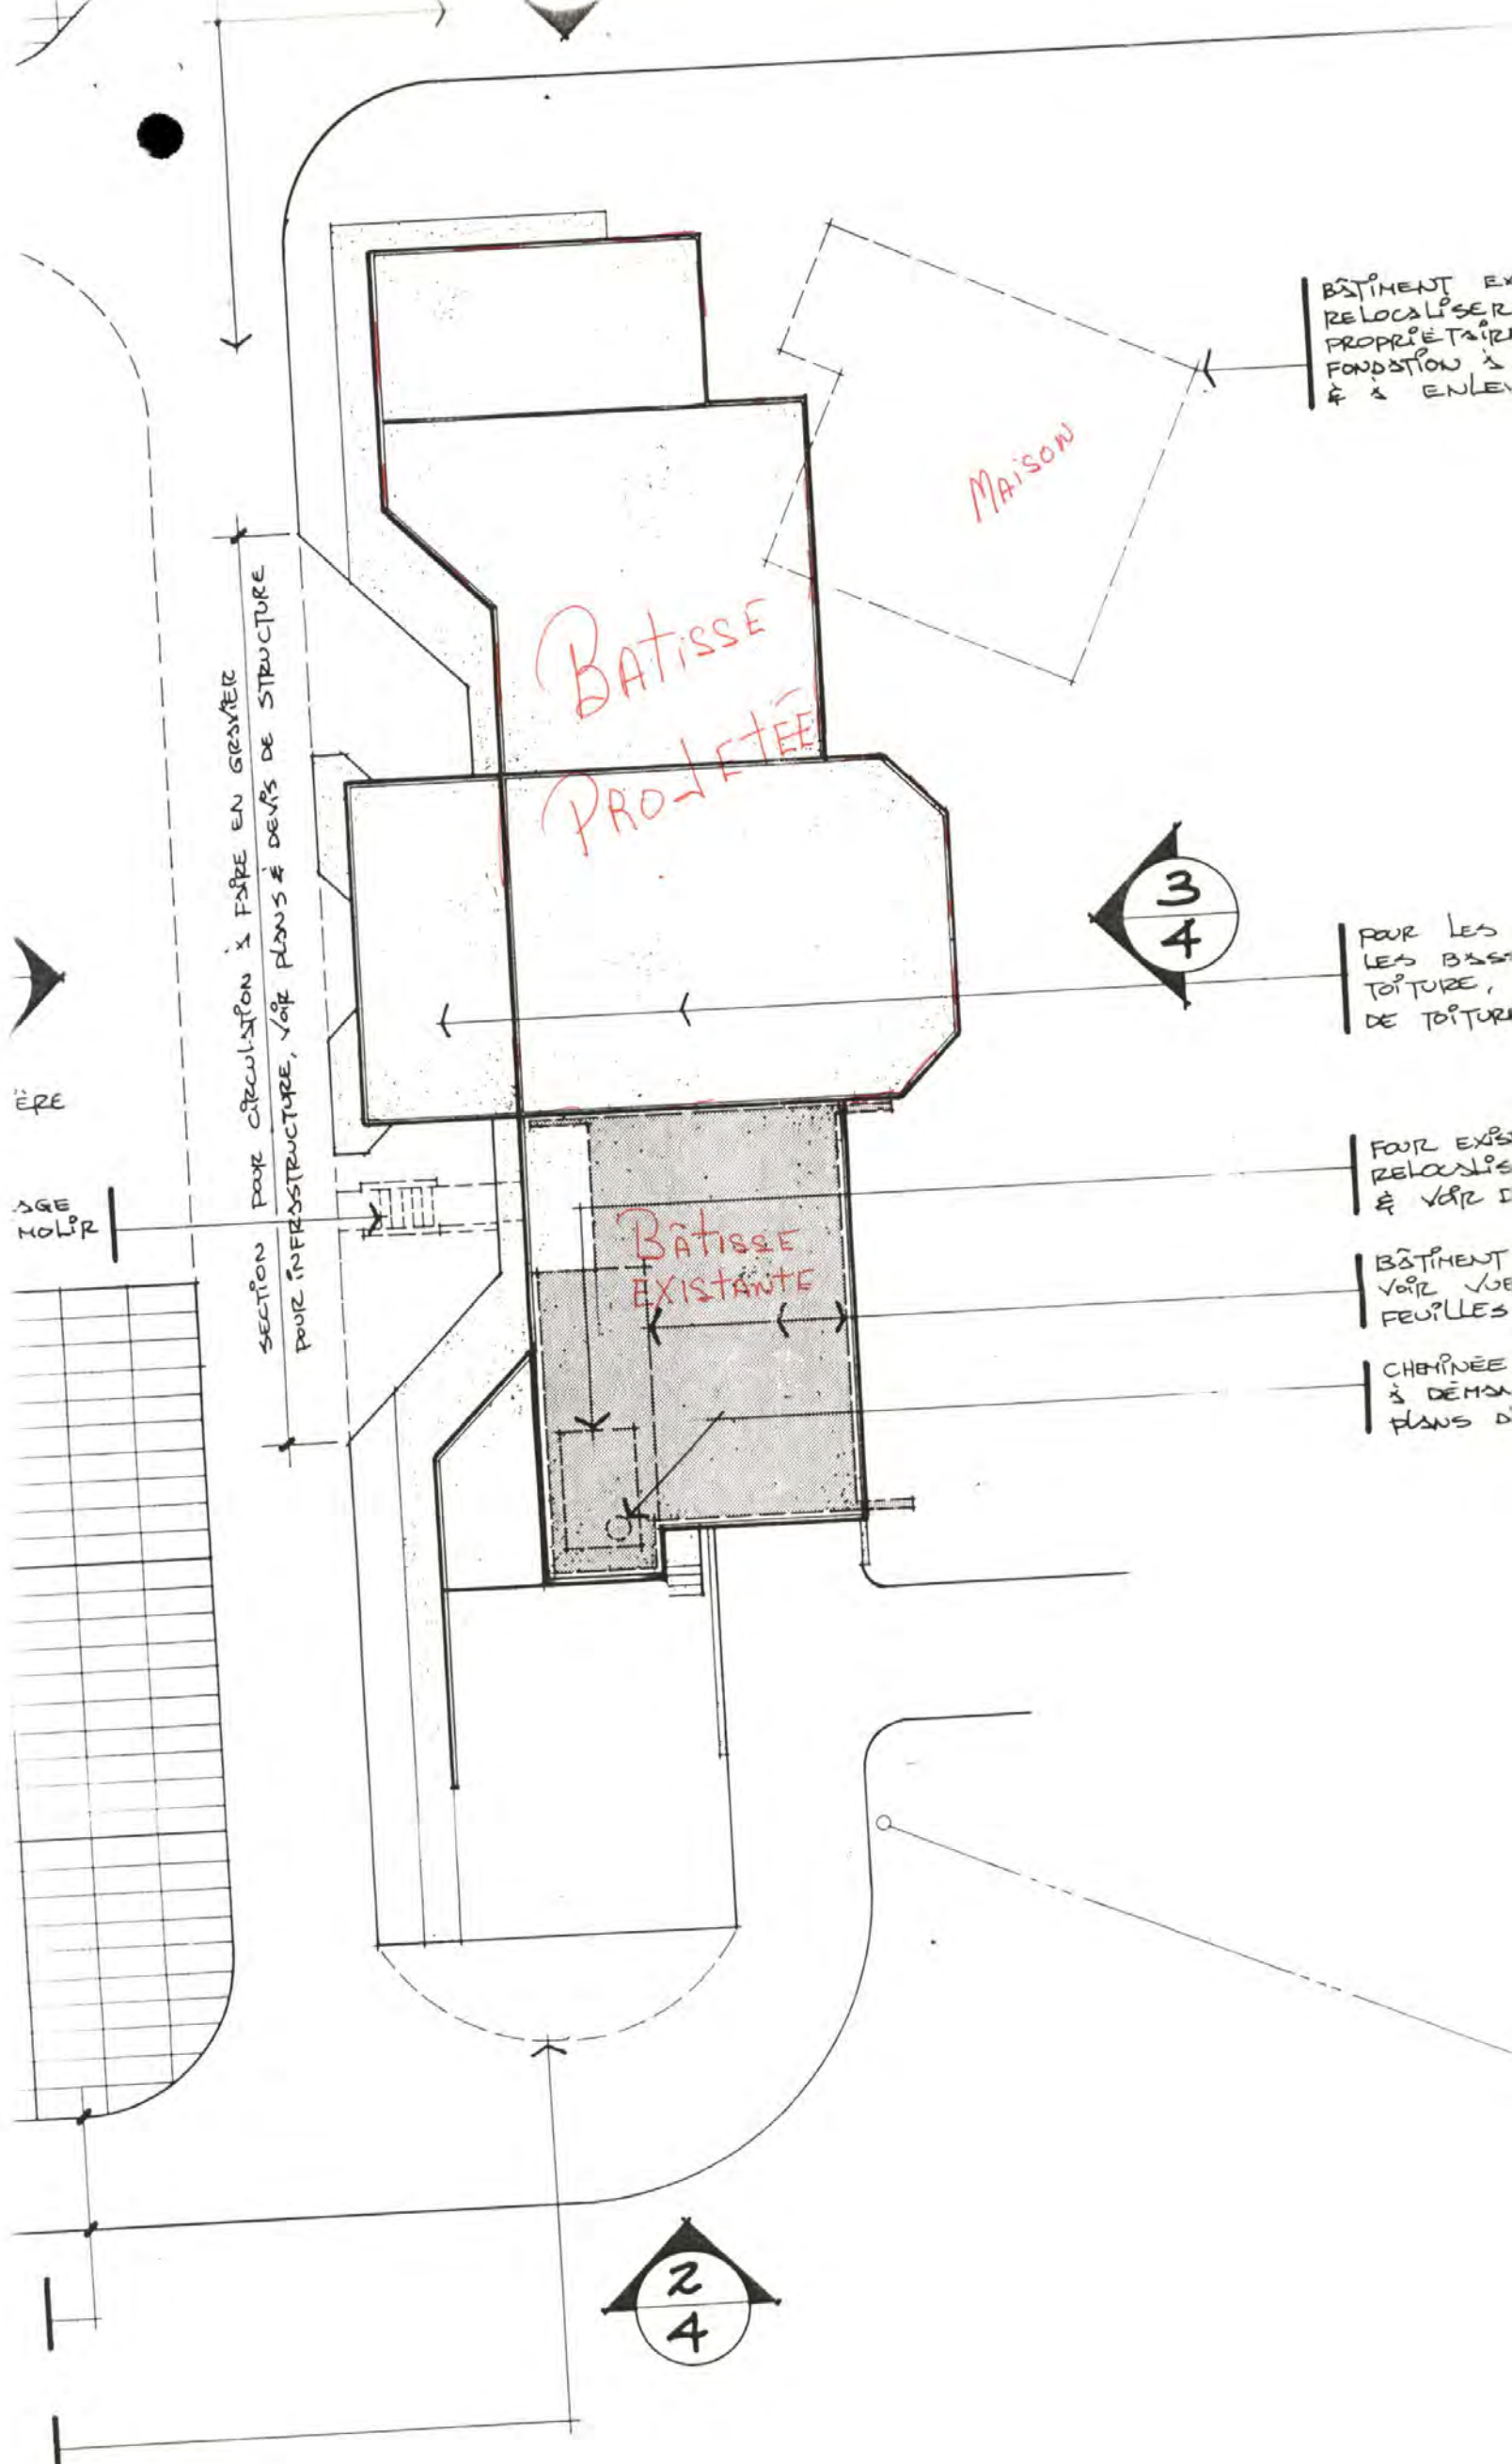 BÂTIMENT EX
RELOCALISER
PROPRIÉTAIRE
FONDATION À
& À ENLEV
MAISON
BATISSE
PROJETÉE
SECTION POUR CIRCULATION À FAIRE EN GRAVIER
POUR INFRASTRUCTURE, VOIR PLANS & DEVIS DE STRUCTURE
3
4
POUR LES
LES BASS
TOITURE,
DE TOITURE
ÈRE
FOUR EXIS
RELOCALIS
& VOIR D
AGE
MOLIR
BÂTISSE
EXISTANTE
BÂTIMENT
VOIR VUE
FEUILLES
CHEMINÉE
À DÉMAN
PLANS D
2
4